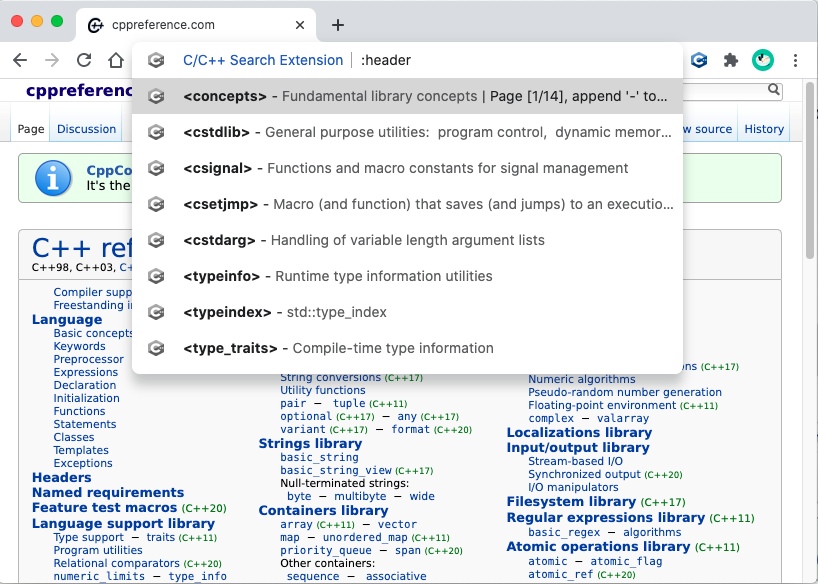 cppreference.com
C/C++ Search Extension | :header
<concepts> - Fundamental library concepts | Page [1/14], append '-' to...
<cstdlib> - General purpose utilities: program control, dynamic memor...
<csignal> - Functions and macro constants for signal management
<csetjmp> - Macro (and function) that saves (and jumps) to an executio...
<cstdarg> - Handling of variable length argument lists
<typeinfo> - Runtime type information utilities
<typeindex> - std::type_index
<type_traits> - Compile-time type information
cppreference
Page Discussion
w source History
CppCo
It's the
C++ ref
C++98, C++03, C+
Compiler supp
Freestanding i
Language
Basic concepts
Keywords
Preprocessor
Expressions
Declaration
Initialization
Functions
Statements
Classes
Templates
Exceptions
Headers
Named requirements
Feature test macros (C++20)
Language support library
Type support – traits (C++11)
Program utilities
Relational comparators (C++20)
numeric_limits – type_info
String conversions (C++17)
Utility functions
pair – tuple (C++11)
optional (C++17) – any (C++17)
variant (C++17) – format (C++20)
Strings library
basic_string
basic_string_view (C++17)
Null-terminated strings:
byte – multibyte – wide
Containers library
array (C++11) – vector
map – unordered_map (C++11)
priority_queue – span (C++20)
Other containers:
sequence – associative
ns (C++17)
Numeric algorithms
Pseudo-random number generation
Floating-point environment (C++11)
complex – valarray
Localizations library
Input/output library
Stream-based I/O
Synchronized output (C++20)
I/O manipulators
Filesystem library (C++17)
Regular expressions library (C++11)
basic_regex – algorithms
Atomic operations library (C++11)
atomic – atomic_flag
atomic_ref (C++20)